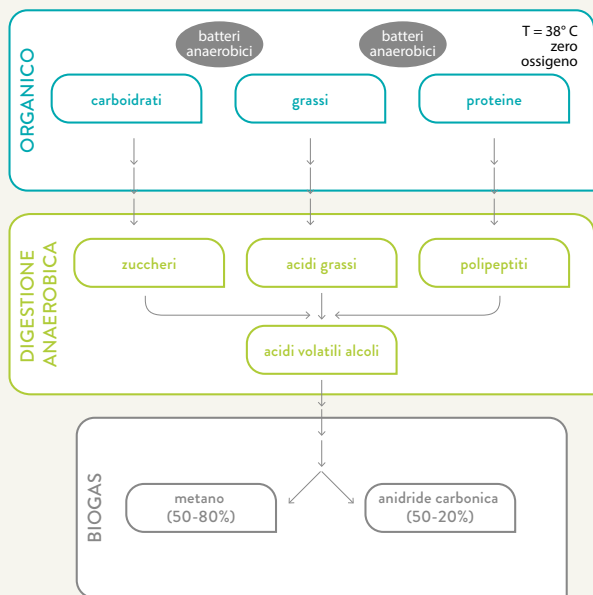 ORGANICO
batteri
anaerobici
batteri
anaerobici
T = 38° C
zero
ossigeno
carboidrati
grassi
proteine
DIGESTIONE
ANAEROBICA
zuccheri
acidi grassi
polipeptiti
acidi volatili alcoli
BIOGAS
metano
(50-80%)
anidride carbonica
(50-20%)